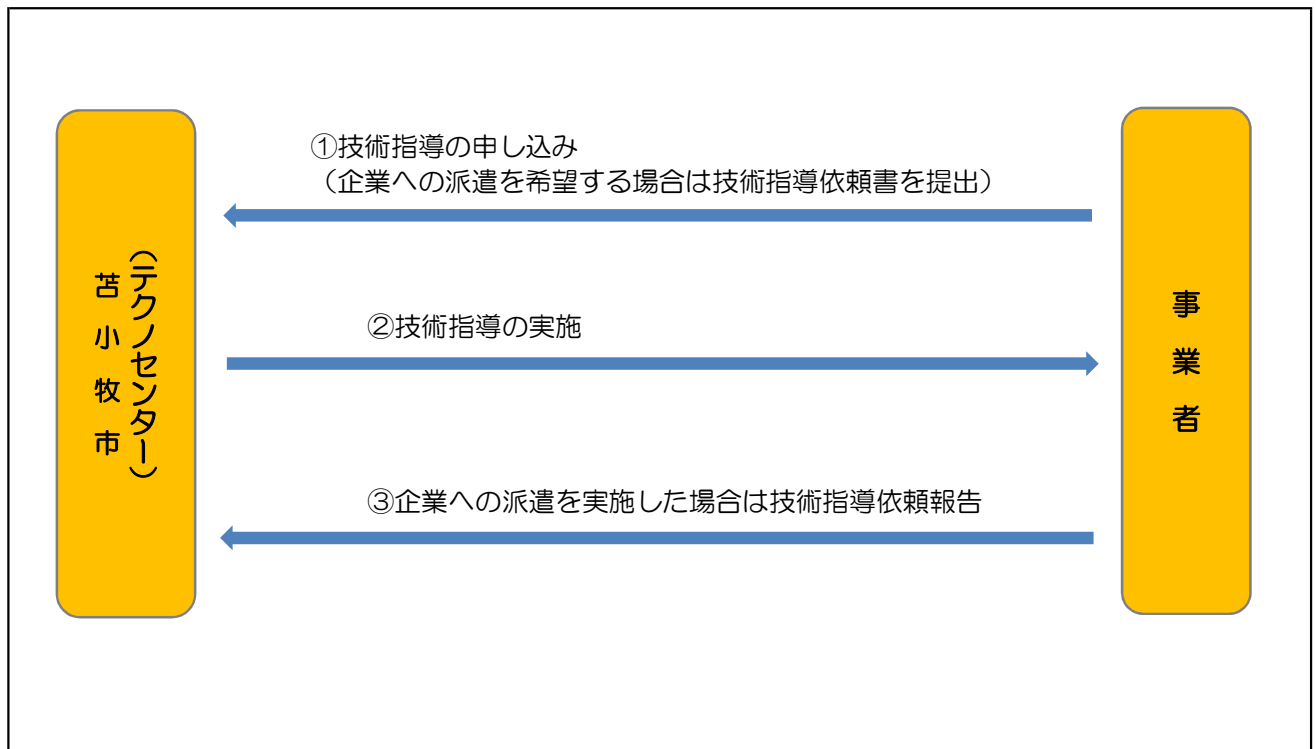 ①技術指導の申し込み
（企業への派遣を希望する場合は技術指導依頼書を提出）
苫小牧市
（テクノセンター）
②技術指導の実施
事業者
③企業への派遣を実施した場合は技術指導依頼報告